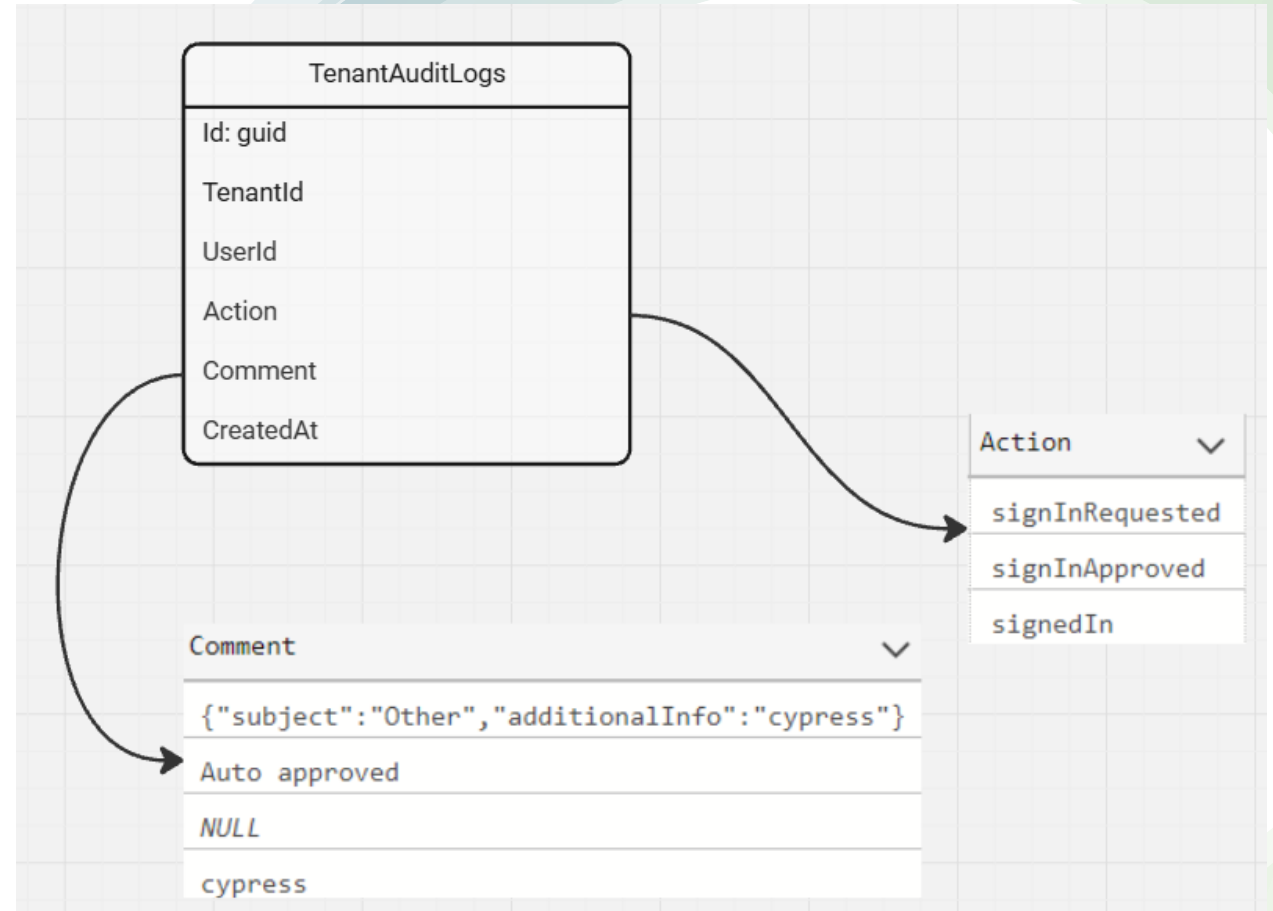 TenantAuditLogs
Id: guid
TenantId
UserId
Action
Comment
CreatedAt
Action
signInRequested
signInApproved
signedIn
Comment
{"subject":"Other","additionalInfo":"cypress"}
Auto approved
NULL
cypress